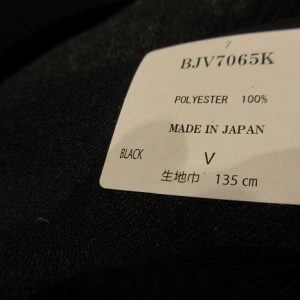 7
BJV7065K
POLYESTER 100%
MADE IN JAPAN
BLACK V
生地巾 135 cm